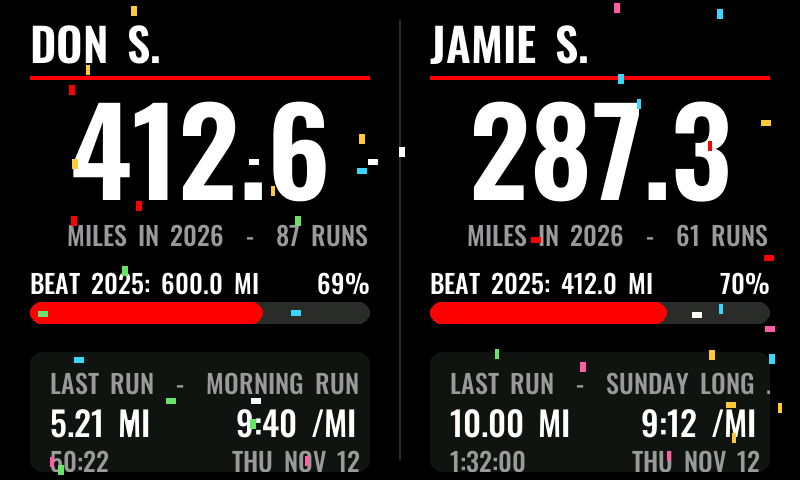 DON S.
412.6
MILES IN 2026 - 87 RUNS
BEAT 2025: 600.0 MI 69%
LAST RUN - MORNING RUN
5.21 MI 9:40 /MI
50:22 THU NOV 12
JAMIE S.
287.3
MILES IN 2026 - 61 RUNS
BEAT 2025: 412.0 MI 70%
LAST RUN - SUNDAY LONG .
10.00 MI 9:12 /MI
1:32:00 THU NOV 12